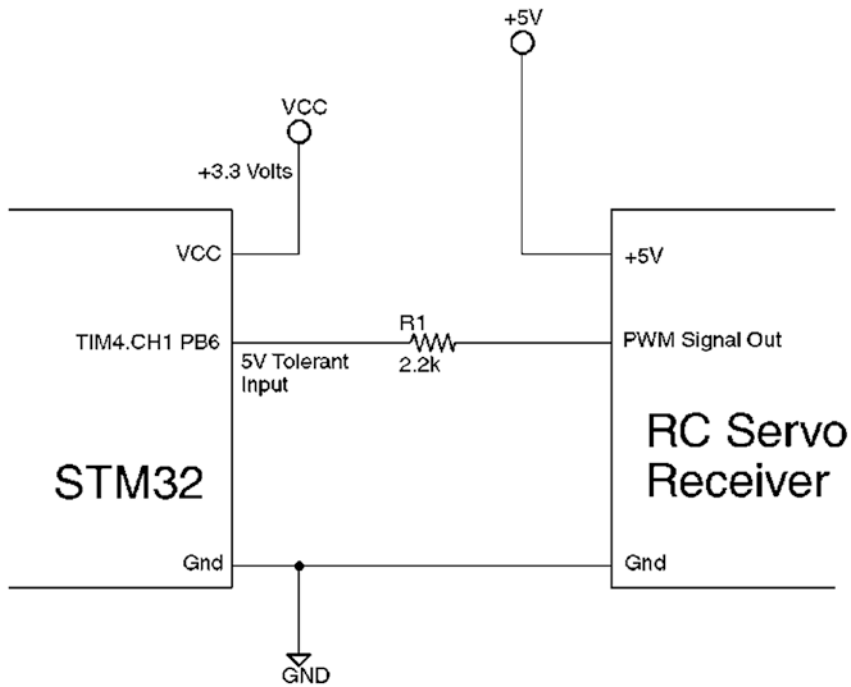 +5V
VCC
+3.3 Volts
VCC
+5V
TIM4.CH1 PB6
R1
PWM Signal Out
5V Tolerant
Input
2.2k
RC Servo
Receiver
STM32
Gnd
Gnd
GND